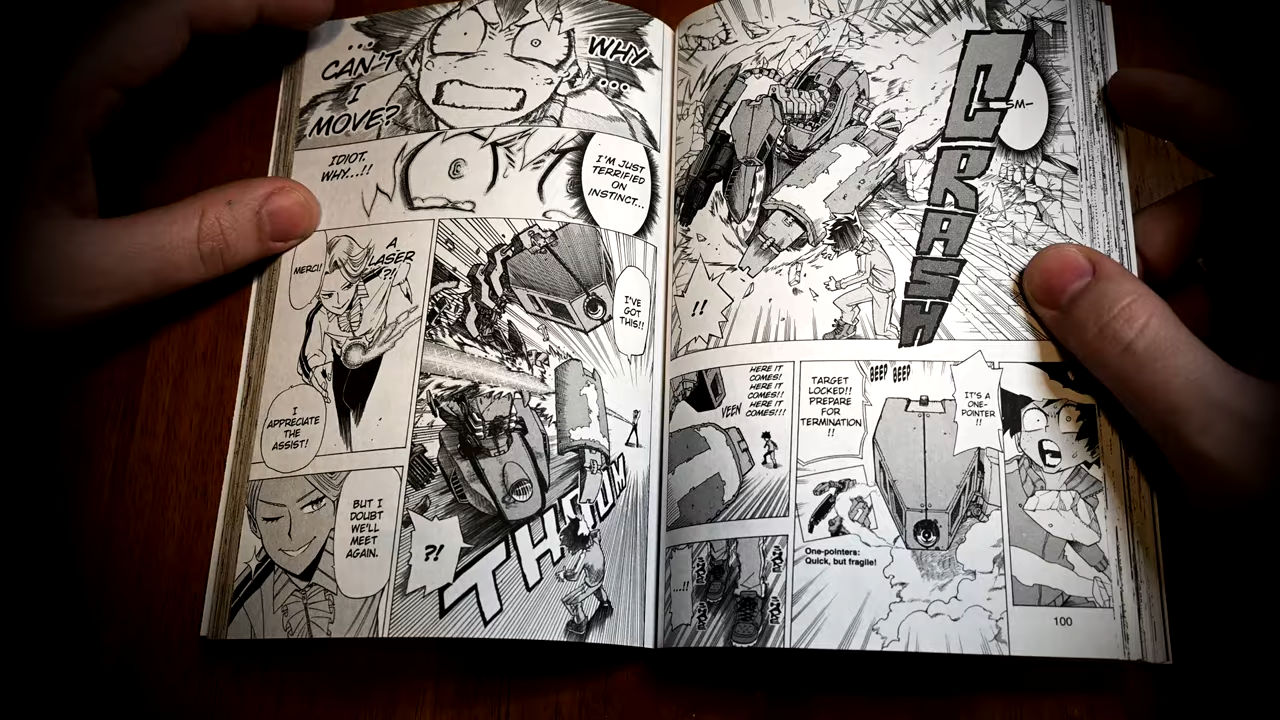 SM-
CRASH
!!
IT'S A
ONE-
POINTER
!!
BEEP BEEP
TARGET
LOCKED!!
PREPARE
FOR
TERMINATION
!!
One-pointers:
Quick, but fragile!
HERE IT
COMES!
HERE IT
COMES!!
HERE IT
COMES!!!
VEEN
...!!
100
WHY
...
...
CAN'T
I
MOVE?
I'M JUST
TERRIFIED
ON
INSTINCT...
IDIOT.
WHY...!!
I'VE
GOT
THIS!!
?!
A
LASER
?!
MERCI!
I
APPRECIATE
THE
ASSIST!
BUT I
DOUBT
WE'LL
MEET
AGAIN.